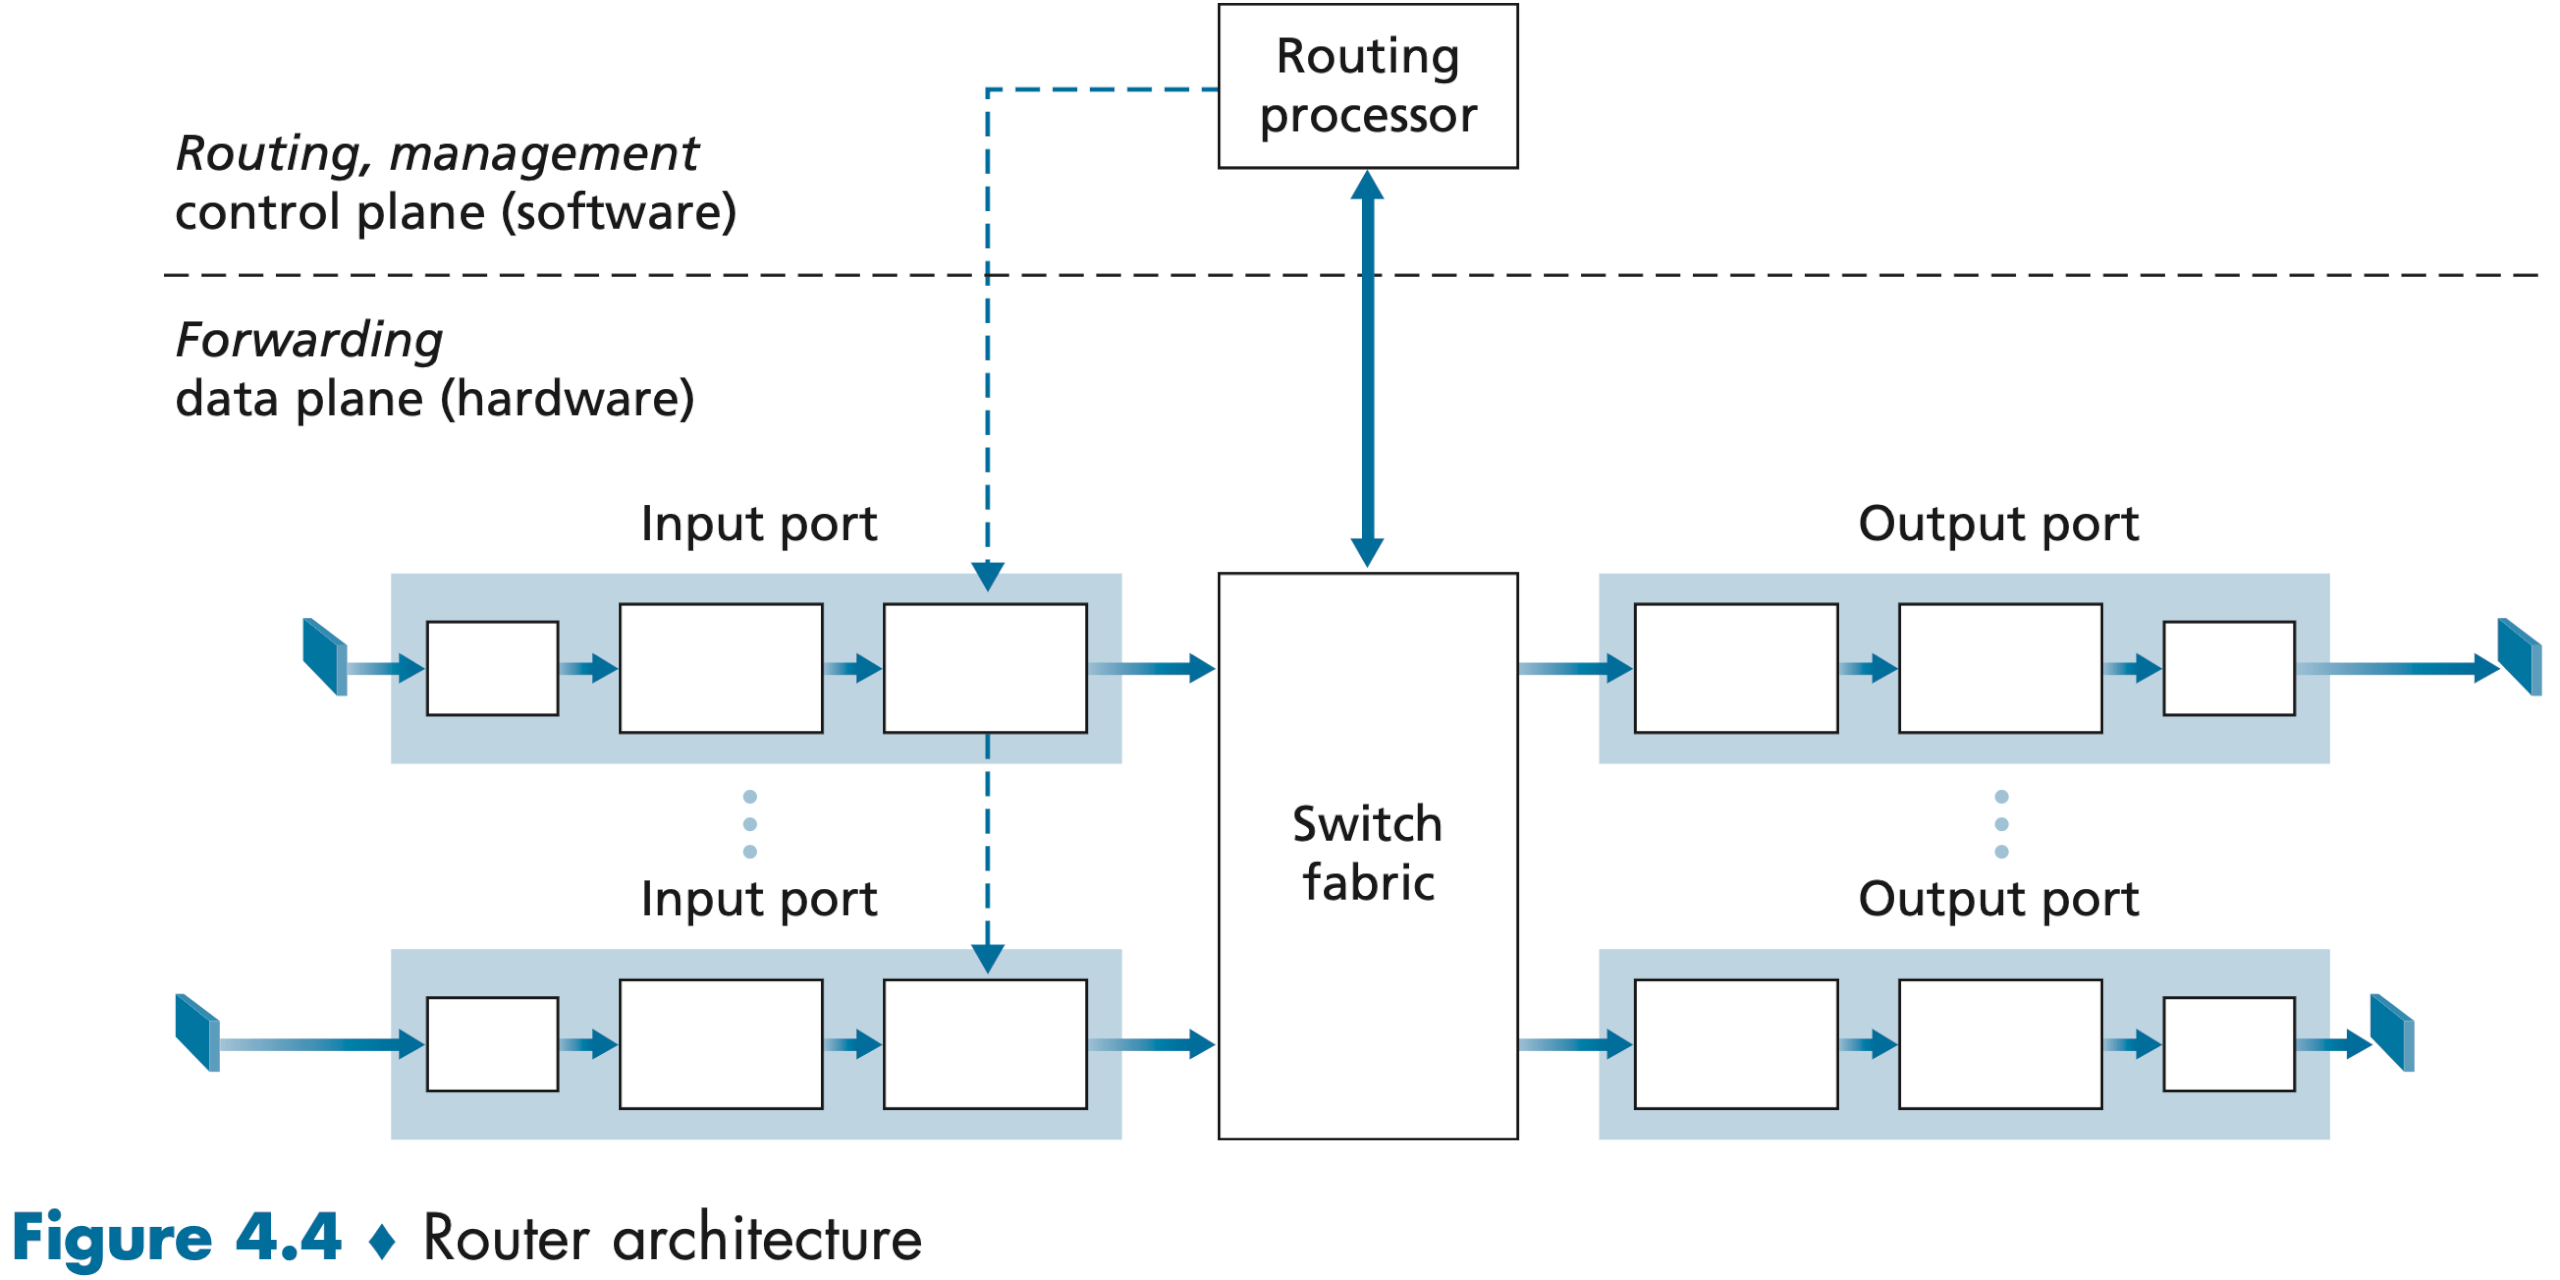 Routing
processor
Routing, management
control plane (software)
Forwarding
data plane (hardware)
Input port
Output port
Switch
fabric
Input port
Output port
Figure 4.4 ♦ Router architecture